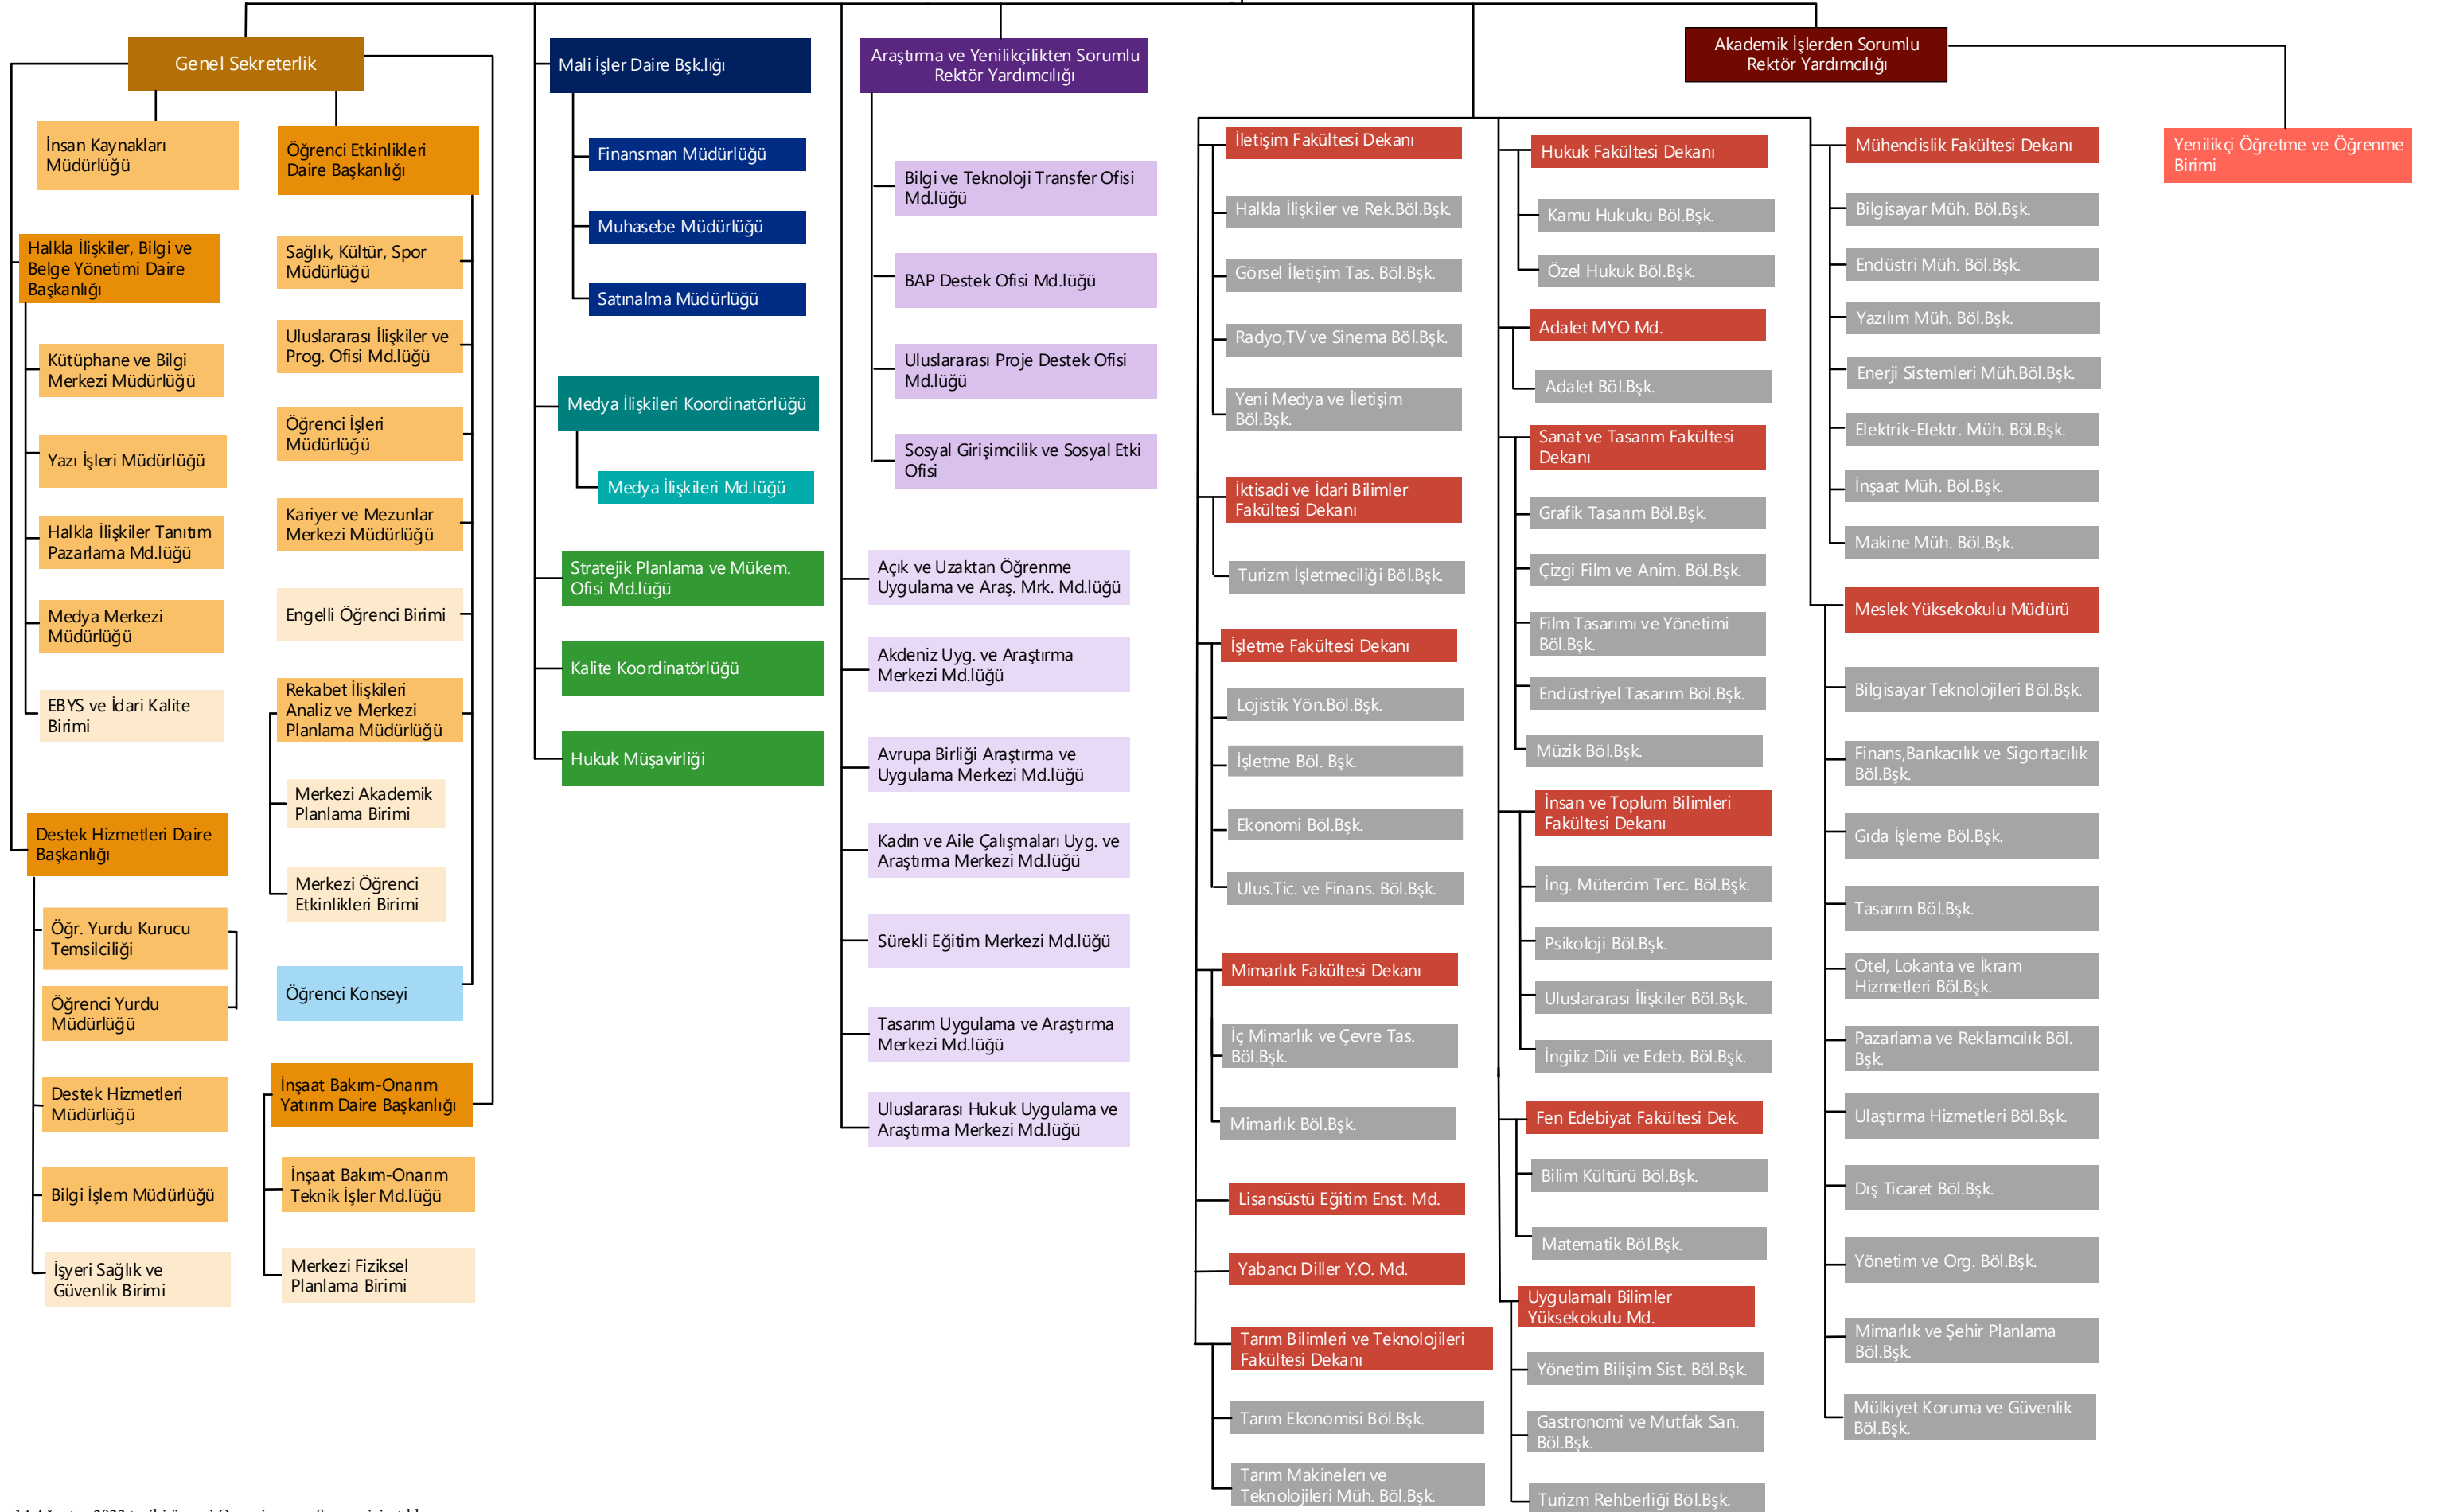 Genel Sekreterlik
İnsan Kaynakları
Müdürlüğü
Halkla İlişkiler, Bilgi ve
Belge Yönetimi Daire
Başkanlığı
Kütüphane ve Bilgi
Merkezi Müdürlüğü
Yazı İşleri Müdürlüğü
Halkla İlişkiler Tanıtım
Pazarlama Md.lüğü
Medya Merkezi
Müdürlüğü
EBYS ve İdari Kalite
Birimi
Destek Hizmetleri Daire
Başkanlığı
Öğr. Yurdu Kurucu
Temsilciliği
Öğrenci Yurdu
Müdürlüğü
Destek Hizmetleri
Müdürlüğü
Bilgi İşlem Müdürlüğü
İşyeri Sağlık ve
Güvenlik Birimi
Öğrenci Etkinlikleri
Daire Başkanlığı
Sağlık, Kültür, Spor
Müdürlüğü
Uluslararası İlişkiler ve
Prog. Ofisi Md.lüğü
Öğrenci İşleri
Müdürlüğü
Kariyer ve Mezunlar
Merkezi Müdürlüğü
Engelli Öğrenci Birimi
Rekabet İlişkileri
Analiz ve Merkezi
Planlama Müdürlüğü
Merkezi Akademik
Planlama Birimi
Merkezi Öğrenci
Etkinlikleri Birimi
Öğrenci Konseyi
İnşaat Bakım-Onarım
Yatırım Daire Başkanlığı
İnşaat Bakım-Onarım
Teknik İşler Md.lüğü
Merkezi Fiziksel
Planlama Birimi
Mali İşler Daire Bşk.lığı
Finansman Müdürlüğü
Muhasebe Müdürlüğü
Satınalma Müdürlüğü
Medya İlişkileri Koordinatörlüğü
Medya İlişkileri Md.lüğü
Stratejik Planlama ve Mükem.
Ofisi Md.lüğü
Kalite Koordinatörlüğü
Hukuk Müşavirliği
Araştırma ve Yenilikçilikten Sorumlu
Rektör Yardımcılığı
Bilgi ve Teknoloji Transfer Ofisi
Md.lüğü
BAP Destek Ofisi Md.lüğü
Uluslararası Proje Destek Ofisi
Md.lüğü
Sosyal Girişimcilik ve Sosyal Etki
Ofisi
Açık ve Uzaktan Öğrenme
Uygulama ve Araş. Mrk. Md.lüğü
Akdeniz Uyg. ve Araştırma
Merkezi Md.lüğü
Avrupa Birliği Araştırma ve
Uygulama Merkezi Md.lüğü
Kadın ve Aile Çalışmaları Uyg. ve
Araştırma Merkezi Md.lüğü
Sürekli Eğitim Merkezi Md.lüğü
Tasarım Uygulama ve Araştırma
Merkezi Md.lüğü
Uluslararası Hukuk Uygulama ve
Araştırma Merkezi Md.lüğü
Akademik İşlerden Sorumlu
Rektör Yardımcılığı
İletişim Fakültesi Dekanı
Halkla İlişkiler ve Rek.Böl.Bşk.
Görsel İletişim Tas. Böl.Bşk.
Radyo,TV ve Sinema Böl.Bşk.
Yeni Medya ve İletişim
Böl.Bşk.
İktisadi ve İdari Bilimler
Fakültesi Dekanı
Turizm İşletmeciliği Böl.Bşk.
İşletme Fakültesi Dekanı
Lojistik Yön.Böl.Bşk.
İşletme Böl. Bşk.
Ekonomi Böl.Bşk.
Ulus.Tic. ve Finans. Böl.Bşk.
Mimarlık Fakültesi Dekanı
İç Mimarlık ve Çevre Tas.
Böl.Bşk.
Mimarlık Böl.Bşk.
Lisansüstü Eğitim Enst. Md.
Yabancı Diller Y.O. Md.
Tarım Bilimleri ve Teknolojileri
Fakültesi Dekanı
Tarım Ekonomisi Böl.Bşk.
Tarım Makineleri ve
Teknolojileri Müh. Böl.Bşk.
Hukuk Fakültesi Dekanı
Kamu Hukuku Böl.Bşk.
Özel Hukuk Böl.Bşk.
Adalet MYO Md.
Adalet Böl.Bşk.
Sanat ve Tasarım Fakültesi
Dekanı
Grafik Tasarım Böl.Bşk.
Çizgi Film ve Anim. Böl.Bşk.
Film Tasarımı ve Yönetimi
Böl.Bşk.
Endüstriyel Tasarım Böl.Bşk.
Müzik Böl.Bşk.
İnsan ve Toplum Bilimleri
Fakültesi Dekanı
İng. Mütercim Terc. Böl.Bşk.
Psikoloji Böl.Bşk.
Uluslararası İlişkiler Böl.Bşk.
İngiliz Dili ve Edeb. Böl.Bşk.
Fen Edebiyat Fakültesi Dek.
Bilim Kültürü Böl.Bşk.
Matematik Böl.Bşk.
Uygulamalı Bilimler
Yüksekokulu Md.
Yönetim Bilişim Sist. Böl.Bşk.
Gastronomi ve Mutfak San.
Böl.Bşk.
Turizm Rehberliği Böl.Bşk.
Mühendislik Fakültesi Dekanı
Bilgisayar Müh. Böl.Bşk.
Endüstri Müh. Böl.Bşk.
Yazılım Müh. Böl.Bşk.
Enerji Sistemleri Müh.Böl.Bşk.
Elektrik-Elektr. Müh. Böl.Bşk.
İnşaat Müh. Böl.Bşk.
Makine Müh. Böl.Bşk.
Meslek Yüksekokulu Müdürü
Bilgisayar Teknolojileri Böl.Bşk.
Finans,Bankacılık ve Sigortacılık
Böl.Bşk.
Gıda İşleme Böl.Bşk.
Tasarım Böl.Bşk.
Otel, Lokanta ve İkram
Hizmetleri Böl.Bşk.
Pazarlama ve Reklamcılık Böl.
Bşk.
Ulaştırma Hizmetleri Böl.Bşk.
Dış Ticaret Böl.Bşk.
Yönetim ve Org. Böl.Bşk.
Mimarlık ve Şehir Planlama
Böl.Bşk.
Mülkiyet Koruma ve Güvenlik
Böl.Bşk.
Yenilikçi Öğretme ve Öğrenme
Birimi